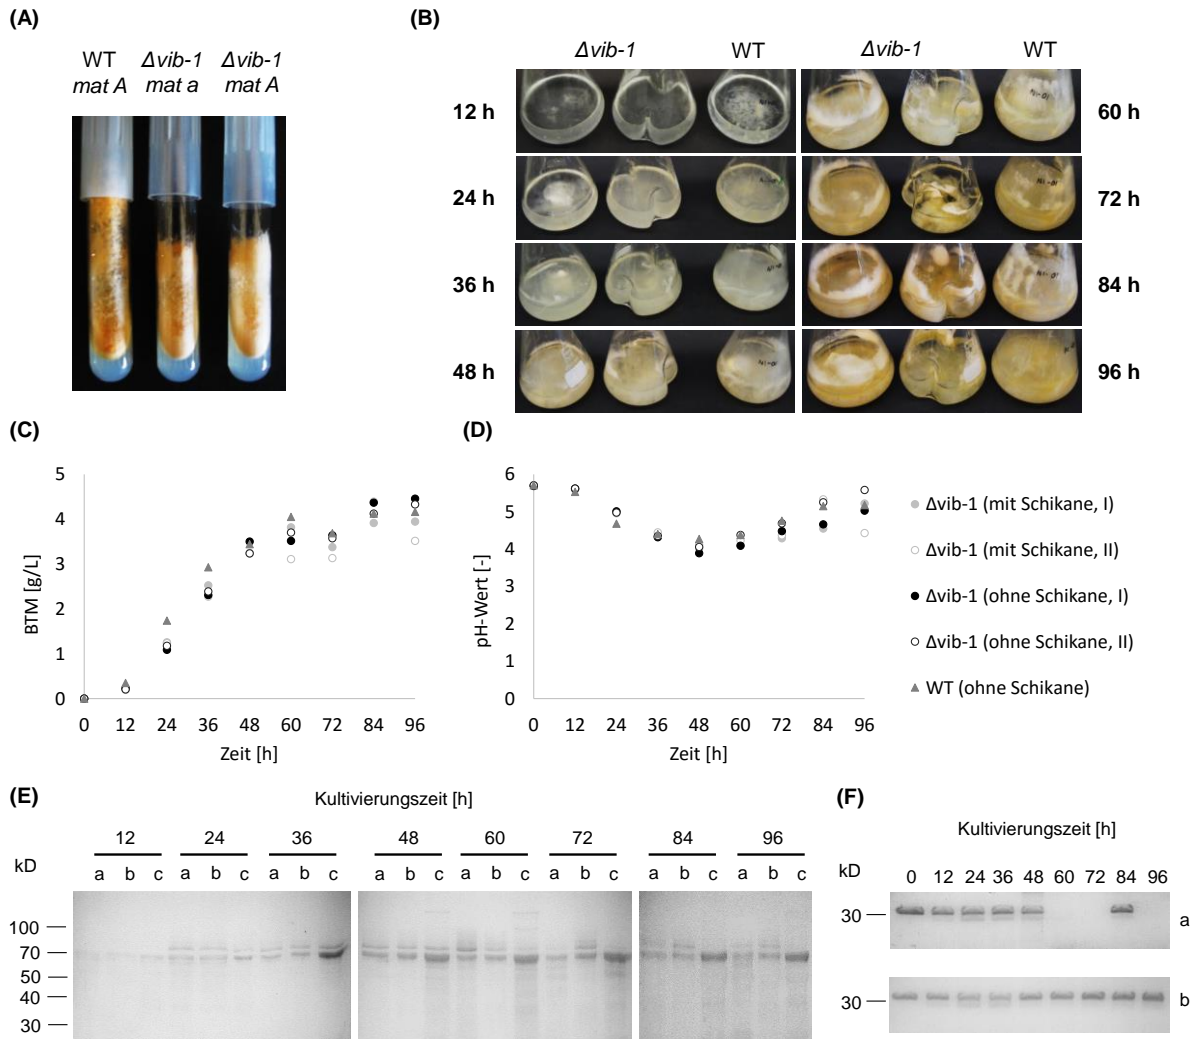 (A)
WT
mat A
Δvib-1
mat a
Δvib-1
mat A
(B)
Δvib-1 WT Δvib-1 WT
12 h 60 h
24 h 72 h
36 h 84 h
48 h 96 h
(C)
5
4
3
2
1
0
BTM [g/L]
0 12 24 36 48 60 72 84 96
Zeit [h]
(D)
6
5
4
3
2
1
0
pH-Wert [-]
0 12 24 36 48 60 72 84 96
Zeit [h]
Δvib-1 (mit Schikane, I)
Δvib-1 (mit Schikane, II)
Δvib-1 (ohne Schikane, I)
Δvib-1 (ohne Schikane, II)
WT (ohne Schikane)
(E)
Kultivierungszeit [h]
12 24 36 48 60 72 84 96
kD
a b c a b c a b c a b c a b c a b c a b c a b c
100
70
50
40
30
(F)
Kultivierungszeit [h]
kD
0 12 24 36 48 60 72 84 96
30 a
30 b